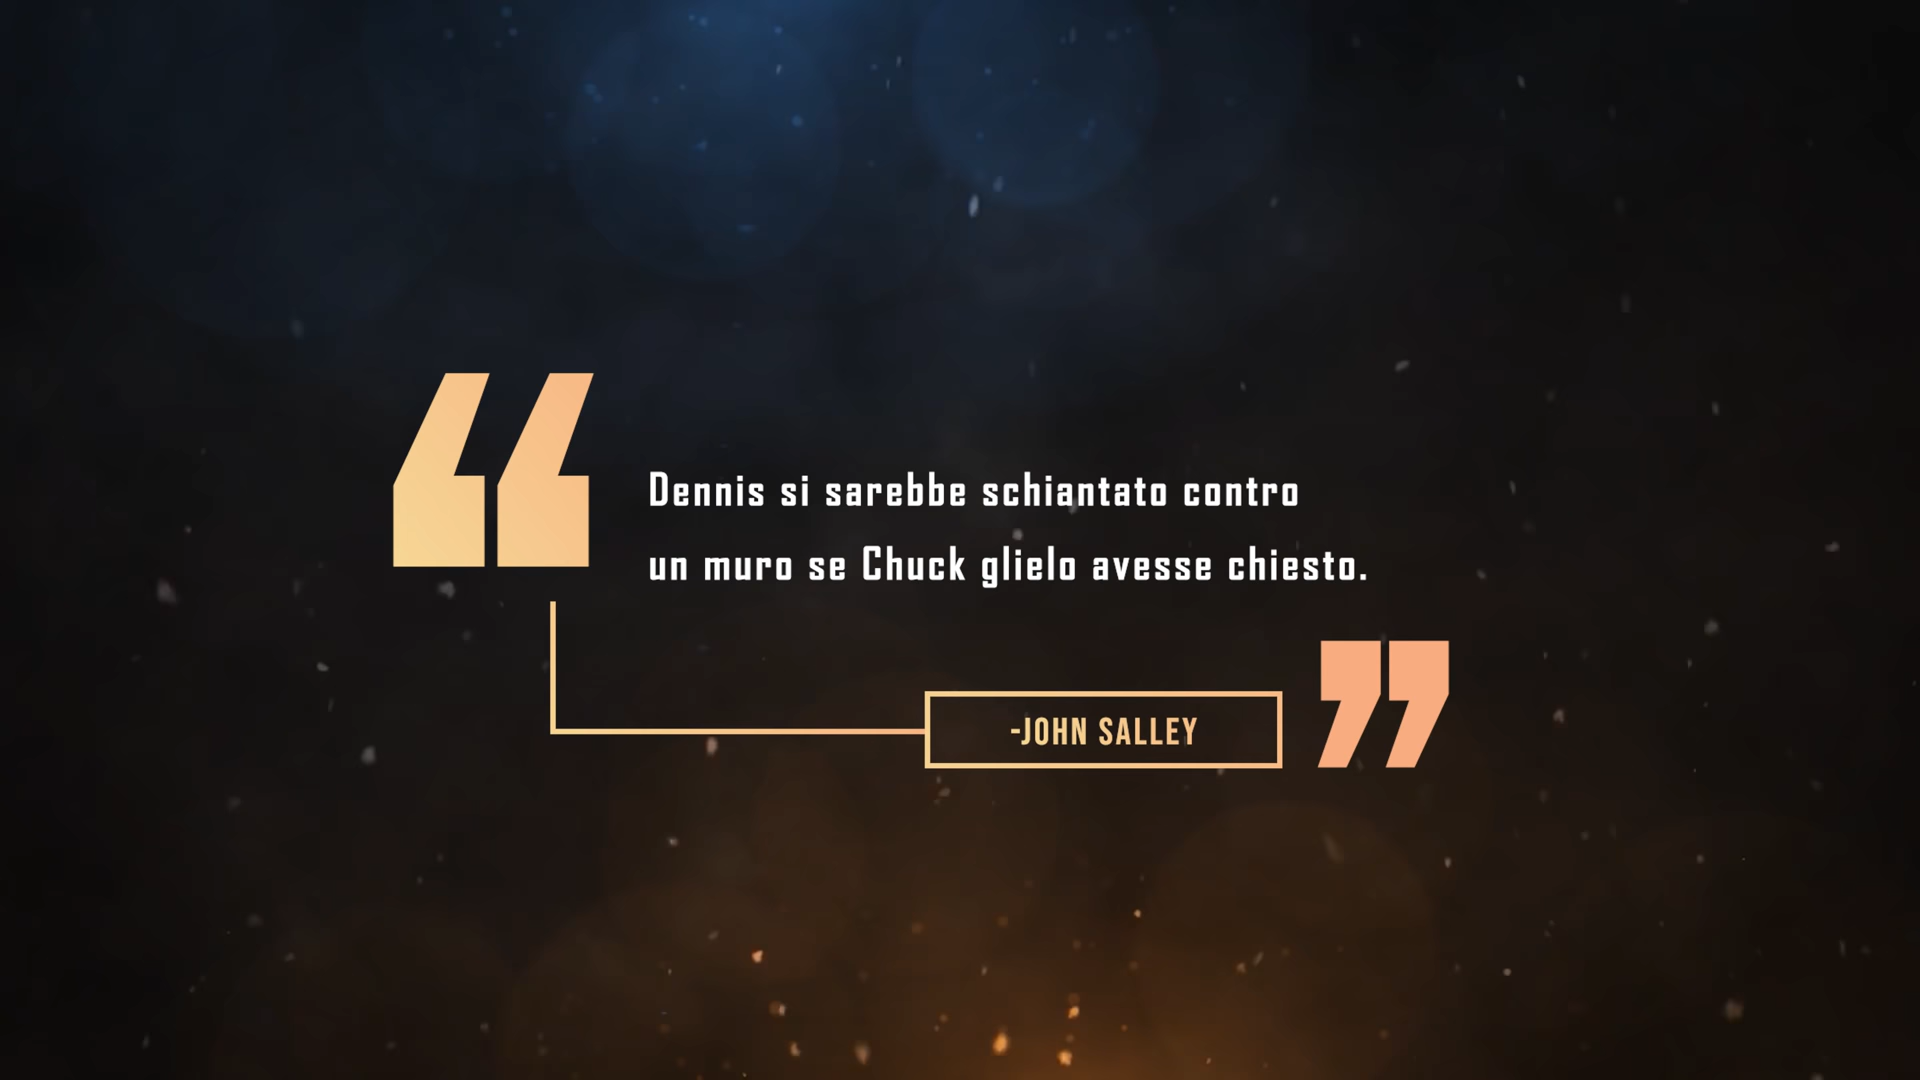 Dennis si sarebbe schiantato contro
un muro se Chuck glielo avesse chiesto.
-JOHN SALLEY